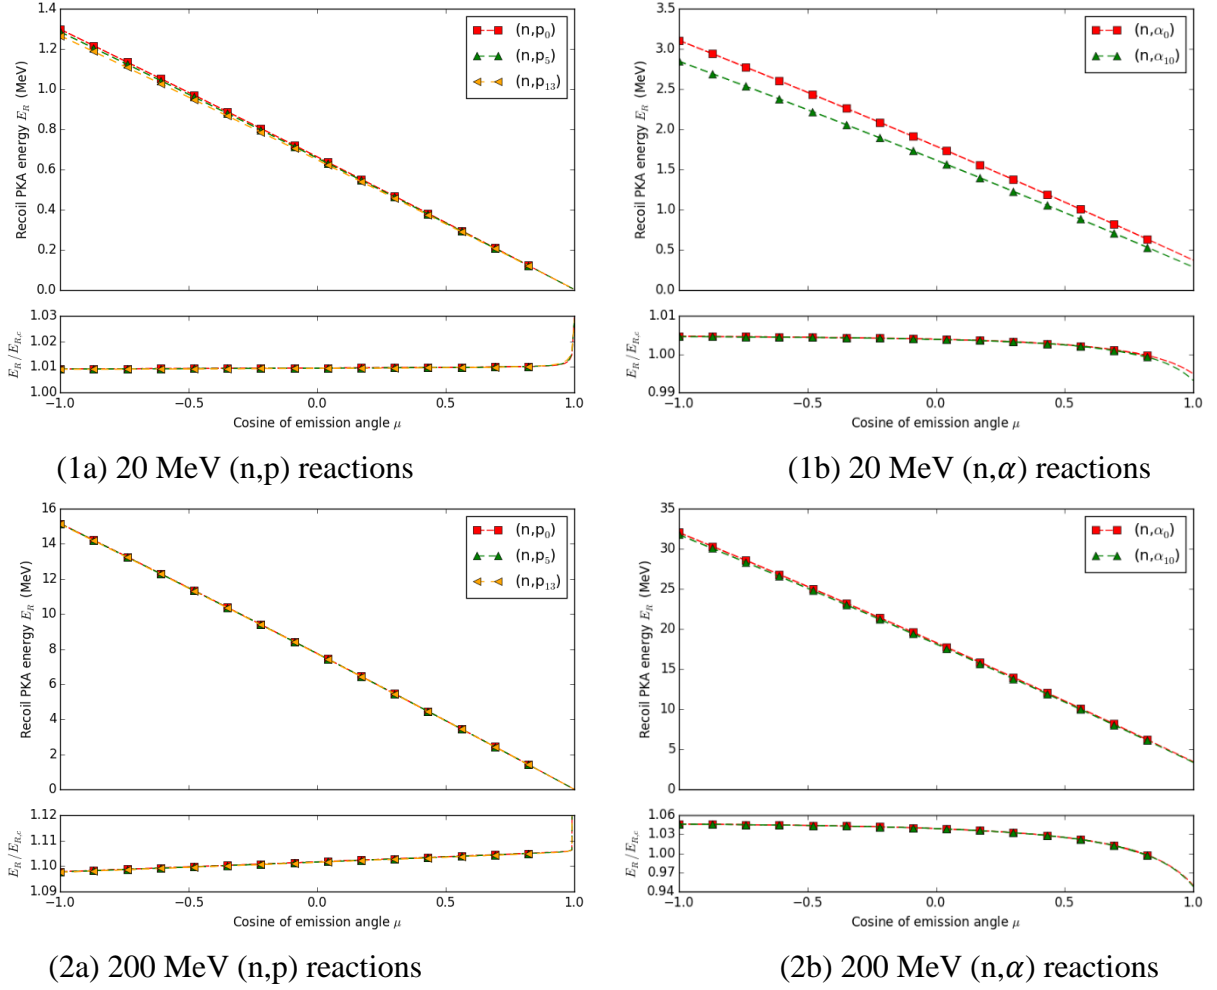 1.4
1.2
1.0
0.8
0.6
0.4
0.2
0.0
Recoil PKA energy E_R (MeV)
(n,p₀)
(n,p₅)
(n,p₁₃)
1.03
1.02
1.01
1.00
E_R/E_{R,c}
−1.0 −0.5 0.0 0.5 1.0
Cosine of emission angle μ
(1a) 20 MeV (n,p) reactions
3.5
3.0
2.5
2.0
1.5
1.0
0.5
0.0
Recoil PKA energy E_R (MeV)
(n,α₀)
(n,α₁₀)
1.01
1.00
0.99
E_R/E_{R,c}
−1.0 −0.5 0.0 0.5 1.0
Cosine of emission angle μ
(1b) 20 MeV (n,α) reactions
16
14
12
10
8
6
4
2
0
Recoil PKA energy E_R (MeV)
(n,p₀)
(n,p₅)
(n,p₁₃)
1.12
1.11
1.10
1.09
E_R/E_{R,c}
−1.0 −0.5 0.0 0.5 1.0
Cosine of emission angle μ
(2a) 200 MeV (n,p) reactions
35
30
25
20
15
10
5
0
Recoil PKA energy E_R (MeV)
(n,α₀)
(n,α₁₀)
1.06
1.03
1.00
0.97
0.94
E_R/E_{R,c}
−1.0 −0.5 0.0 0.5 1.0
Cosine of emission angle μ
(2b) 200 MeV (n,α) reactions